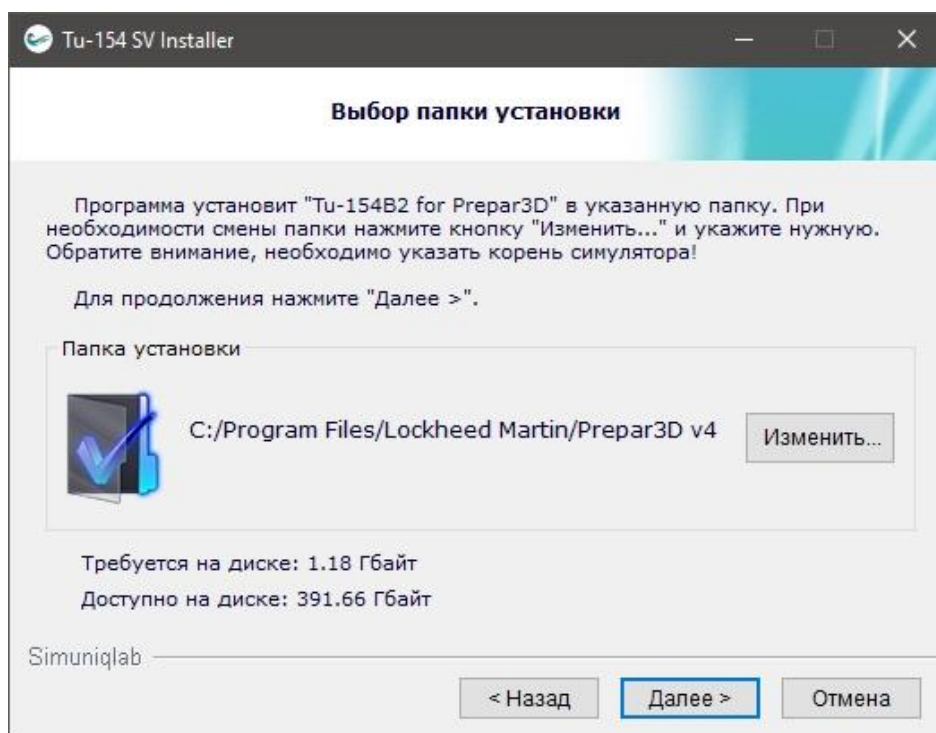 Tu-154 SV Installer
Выбор папки установки
Программа установит "Tu-154B2 for Prepar3D" в указанную папку. При
необходимости смены папки нажмите кнопку "Изменить..." и укажите нужную.
Обратите внимание, необходимо указать корень симулятора!
Для продолжения нажмите "Далее >".
Папка установки
C:/Program Files/Lockheed Martin/Prepar3D v4
Изменить...
Требуется на диске: 1.18 Гбайт
Доступно на диске: 391.66 Гбайт
Simuniqlab
< Назад
Далее >
Отмена